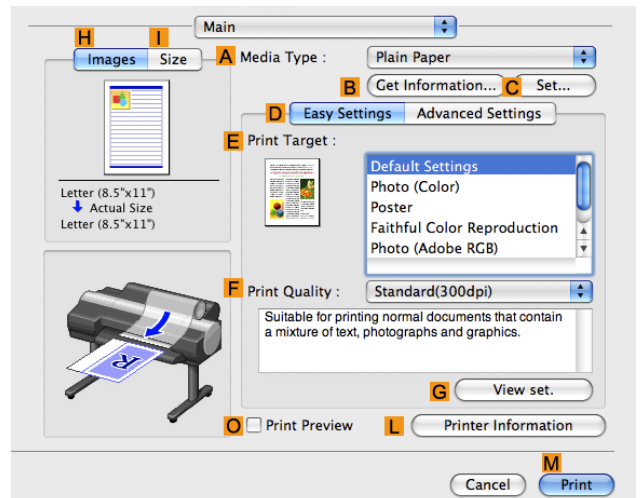 Main
H
I
Images Size
A Media Type : Plain Paper
B Get Information... C Set...
D Easy Settings Advanced Settings
E Print Target :
Default Settings
Photo (Color)
Poster
Faithful Color Reproduction
Photo (Adobe RGB)
Letter (8.5"x11")
Actual Size
Letter (8.5"x11")
F Print Quality : Standard(300dpi)
Suitable for printing normal documents that contain
a mixture of text, photographs and graphics.
R
G View set.
O Print Preview L Printer Information
M
Cancel Print